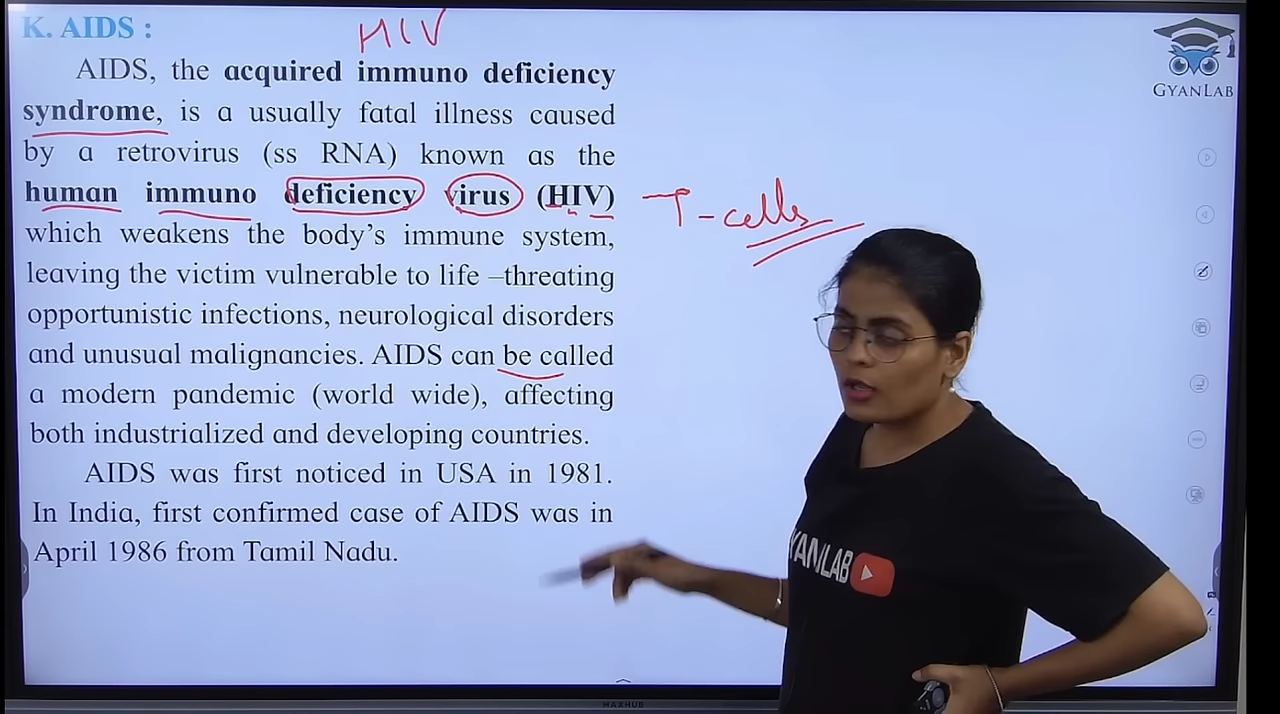 K. AIDS :
HIV
AIDS, the acquired immuno deficiency
syndrome, is a usually fatal illness caused
by a retrovirus (ss RNA) known as the
human immuno deficiency virus (HIV)
T-cells
which weakens the body's immune system,
leaving the victim vulnerable to life –threating
opportunistic infections, neurological disorders
and unusual malignancies. AIDS can be called
a modern pandemic (world wide), affecting
both industrialized and developing countries.
AIDS was first noticed in USA in 1981.
In India, first confirmed case of AIDS was in
April 1986 from Tamil Nadu.
GYANLAB
YANLAB
MAXHUB